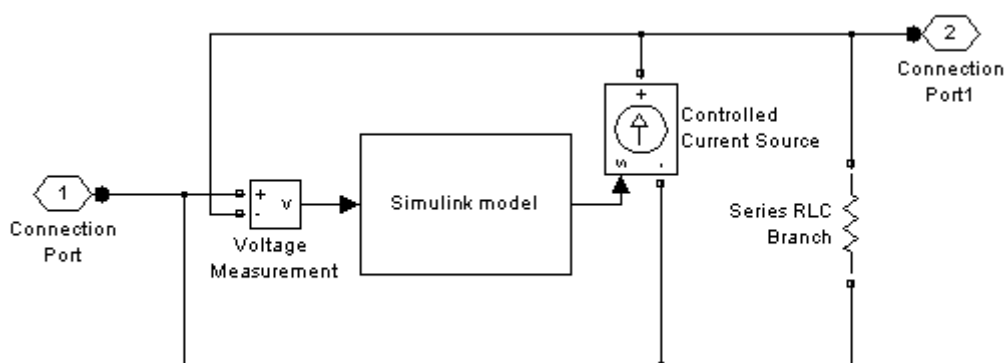 2
Connection
Port1
+
Controlled
Current Source
s -
1
Connection
Port
+
-
v
Voltage
Measurement
Simulink model
Series RLC
Branch